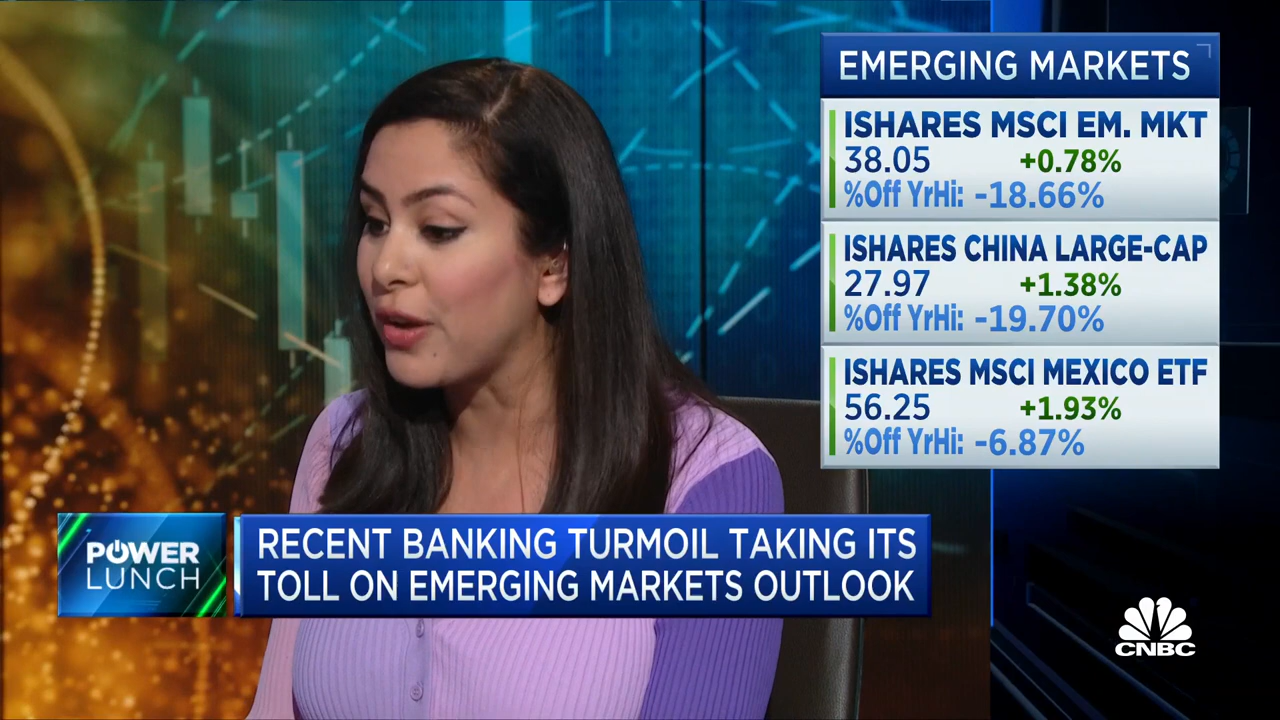 EMERGING MARKETS
ISHARES MSCI EM. MKT
38.05 +0.78%
%Off YrHi: -18.66%
ISHARES CHINA LARGE-CAP
27.97 +1.38%
%Off YrHi: -19.70%
ISHARES MSCI MEXICO ETF
56.25 +1.93%
%Off YrHi: -6.87%
POWER
LUNCH
RECENT BANKING TURMOIL TAKING ITS
TOLL ON EMERGING MARKETS OUTLOOK
CNBC